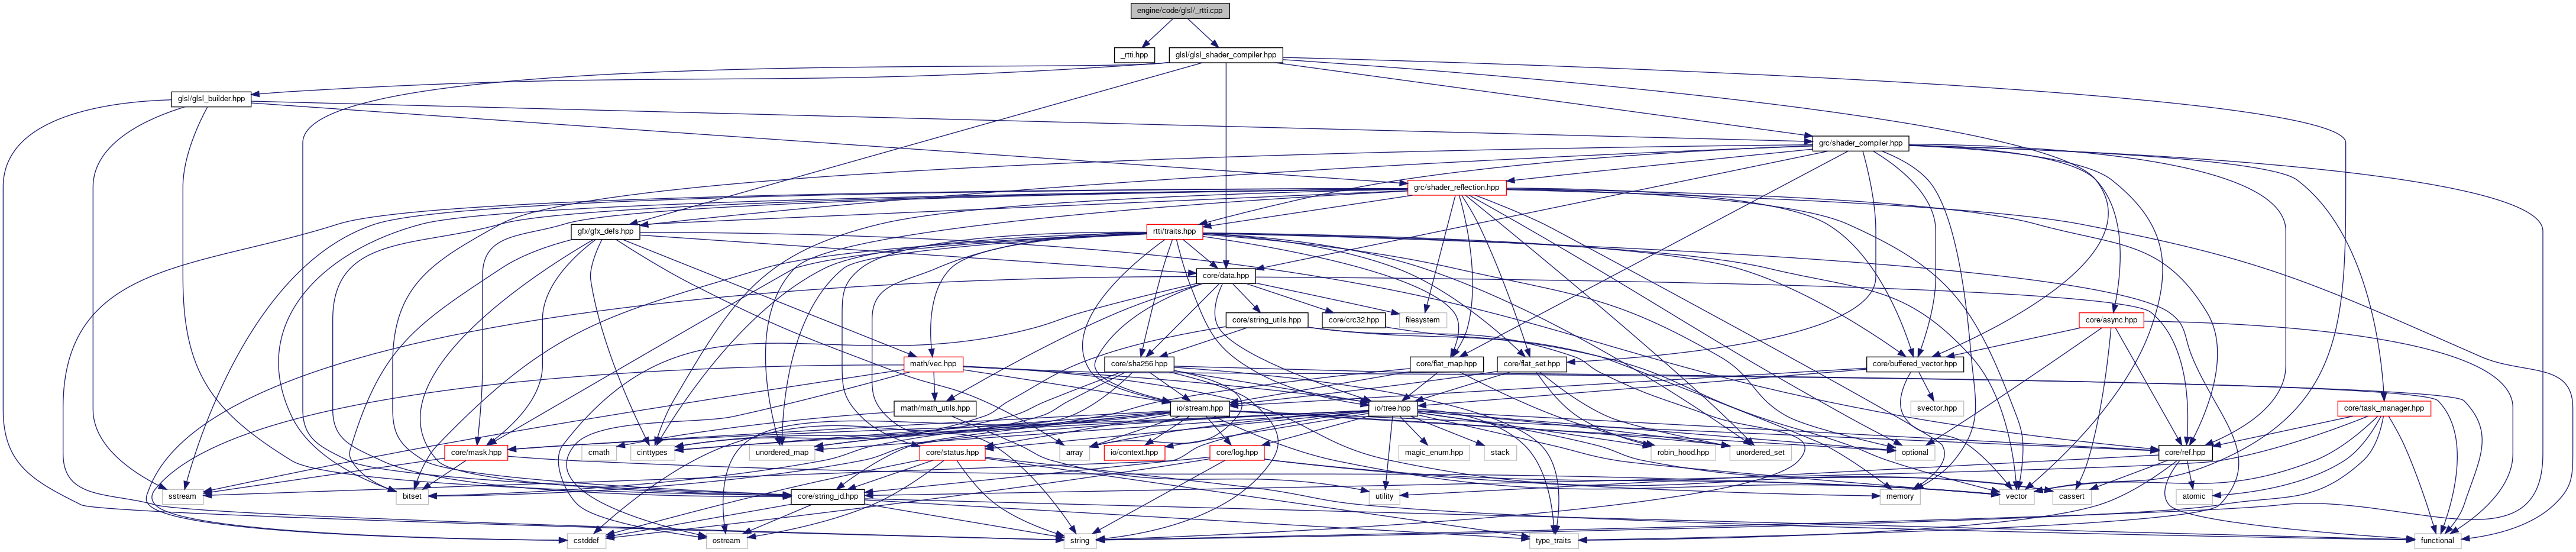 engine/code/glsl/_rtti.cpp
_rtti.hpp
glsl/glsl_shader_compiler.hpp
glsl/glsl_builder.hpp
grc/shader_compiler.hpp
grc/shader_reflection.hpp
gfx/gfx_defs.hpp
rtti/traits.hpp
core/data.hpp
core/string_utils.hpp
core/crc32.hpp
filesystem
core/async.hpp
math/vec.hpp
core/sha256.hpp
core/flat_map.hpp
core/flat_set.hpp
core/buffered_vector.hpp
math/math_utils.hpp
io/stream.hpp
io/tree.hpp
svector.hpp
core/task_manager.hpp
core/mask.hpp
cmath
cinttypes
unordered_map
core/status.hpp
array
io/context.hpp
core/log.hpp
magic_enum.hpp
stack
robin_hood.hpp
unordered_set
optional
core/ref.hpp
sstream
bitset
core/string_id.hpp
utility
memory
vector
cassert
atomic
cstddef
ostream
string
type_traits
functional